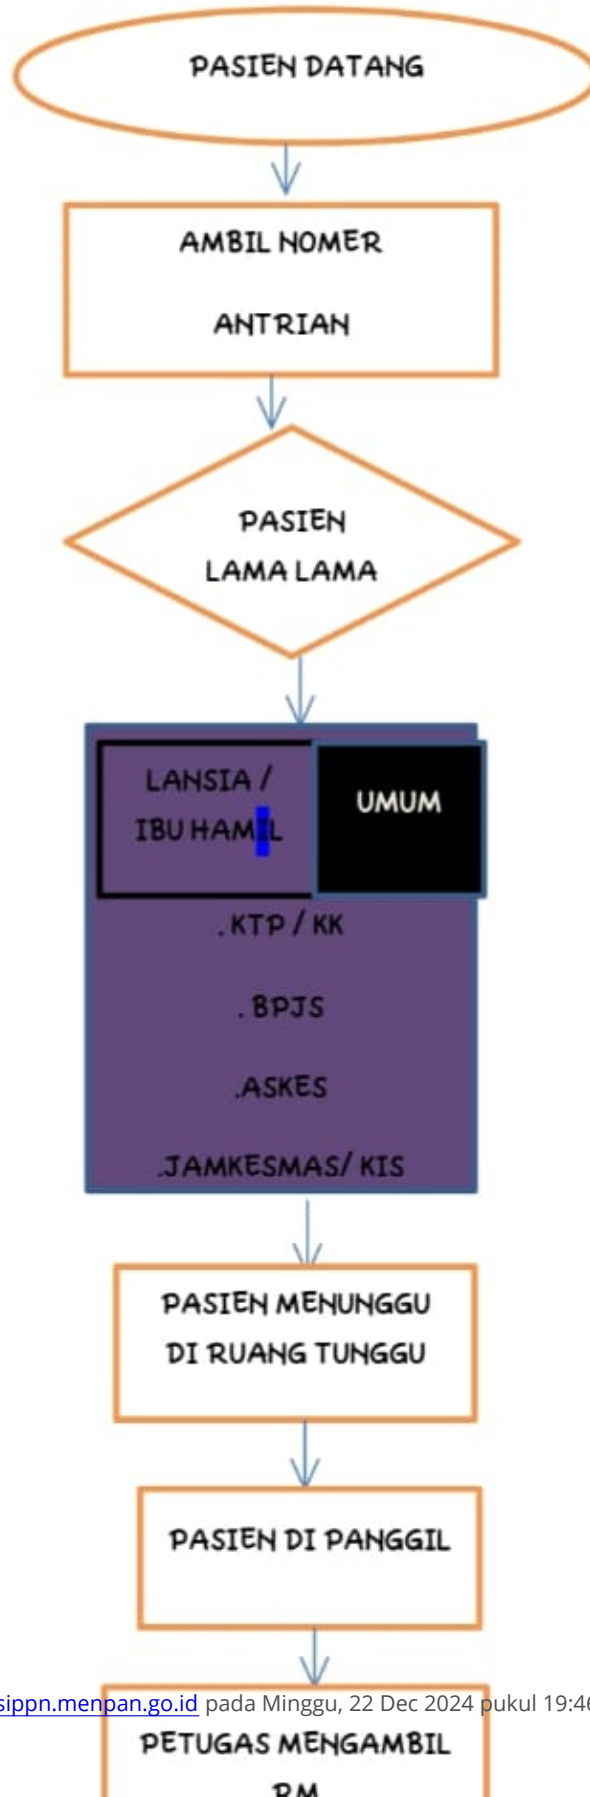 PASIEN DATANG
AMBIL NOMER
ANTRIAN
PASIEN
LAMA LAMA
LANSIA /
IBU HAMIL
UMUM
. KTP / KK
. BPJS
.ASKES
.JAMKESMAS/ KIS
PASIEN MENUNGGU
DI RUANG TUNGGU
PASIEN DI PANGGIL
sippn.menpan.go.id pada Minggu, 22 Dec 2024 pukul 19:46
PETUGAS MENGAMBIL
RM